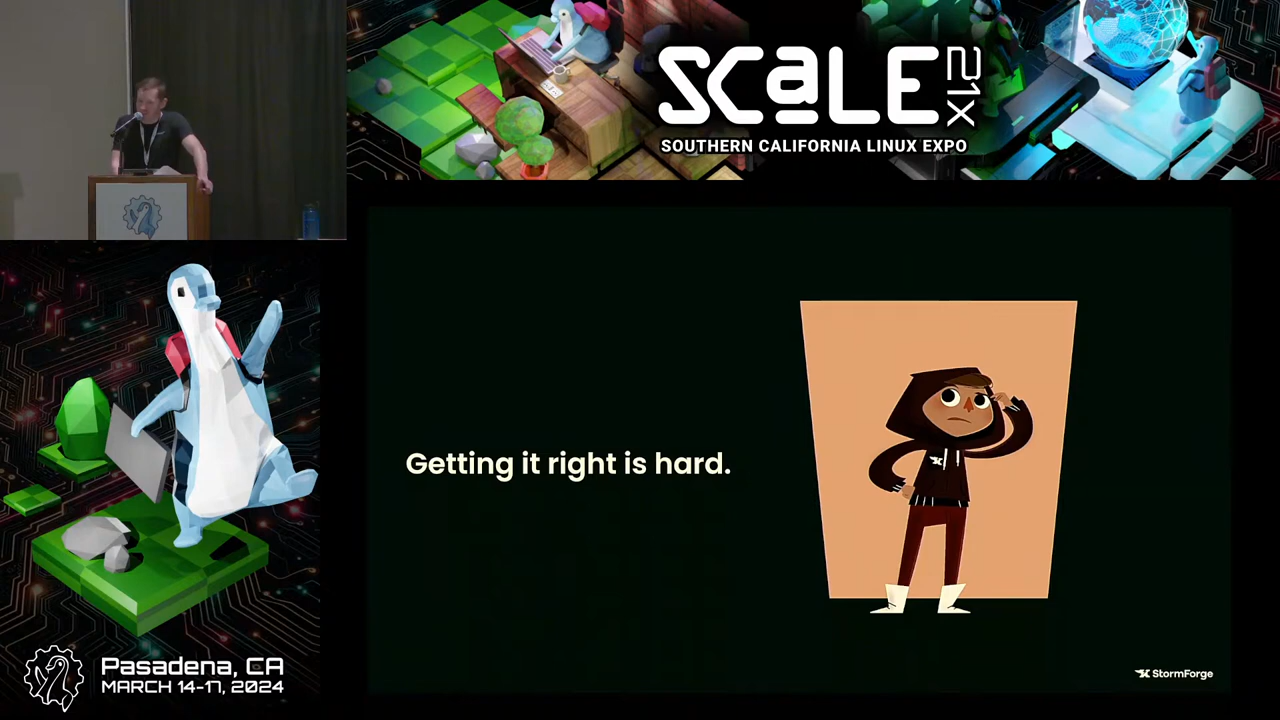 SCaLE 21X
SOUTHERN CALIFORNIA LINUX EXPO
Getting it right is hard.
StormForge
Pasadena, CA
MARCH 14-17, 2024